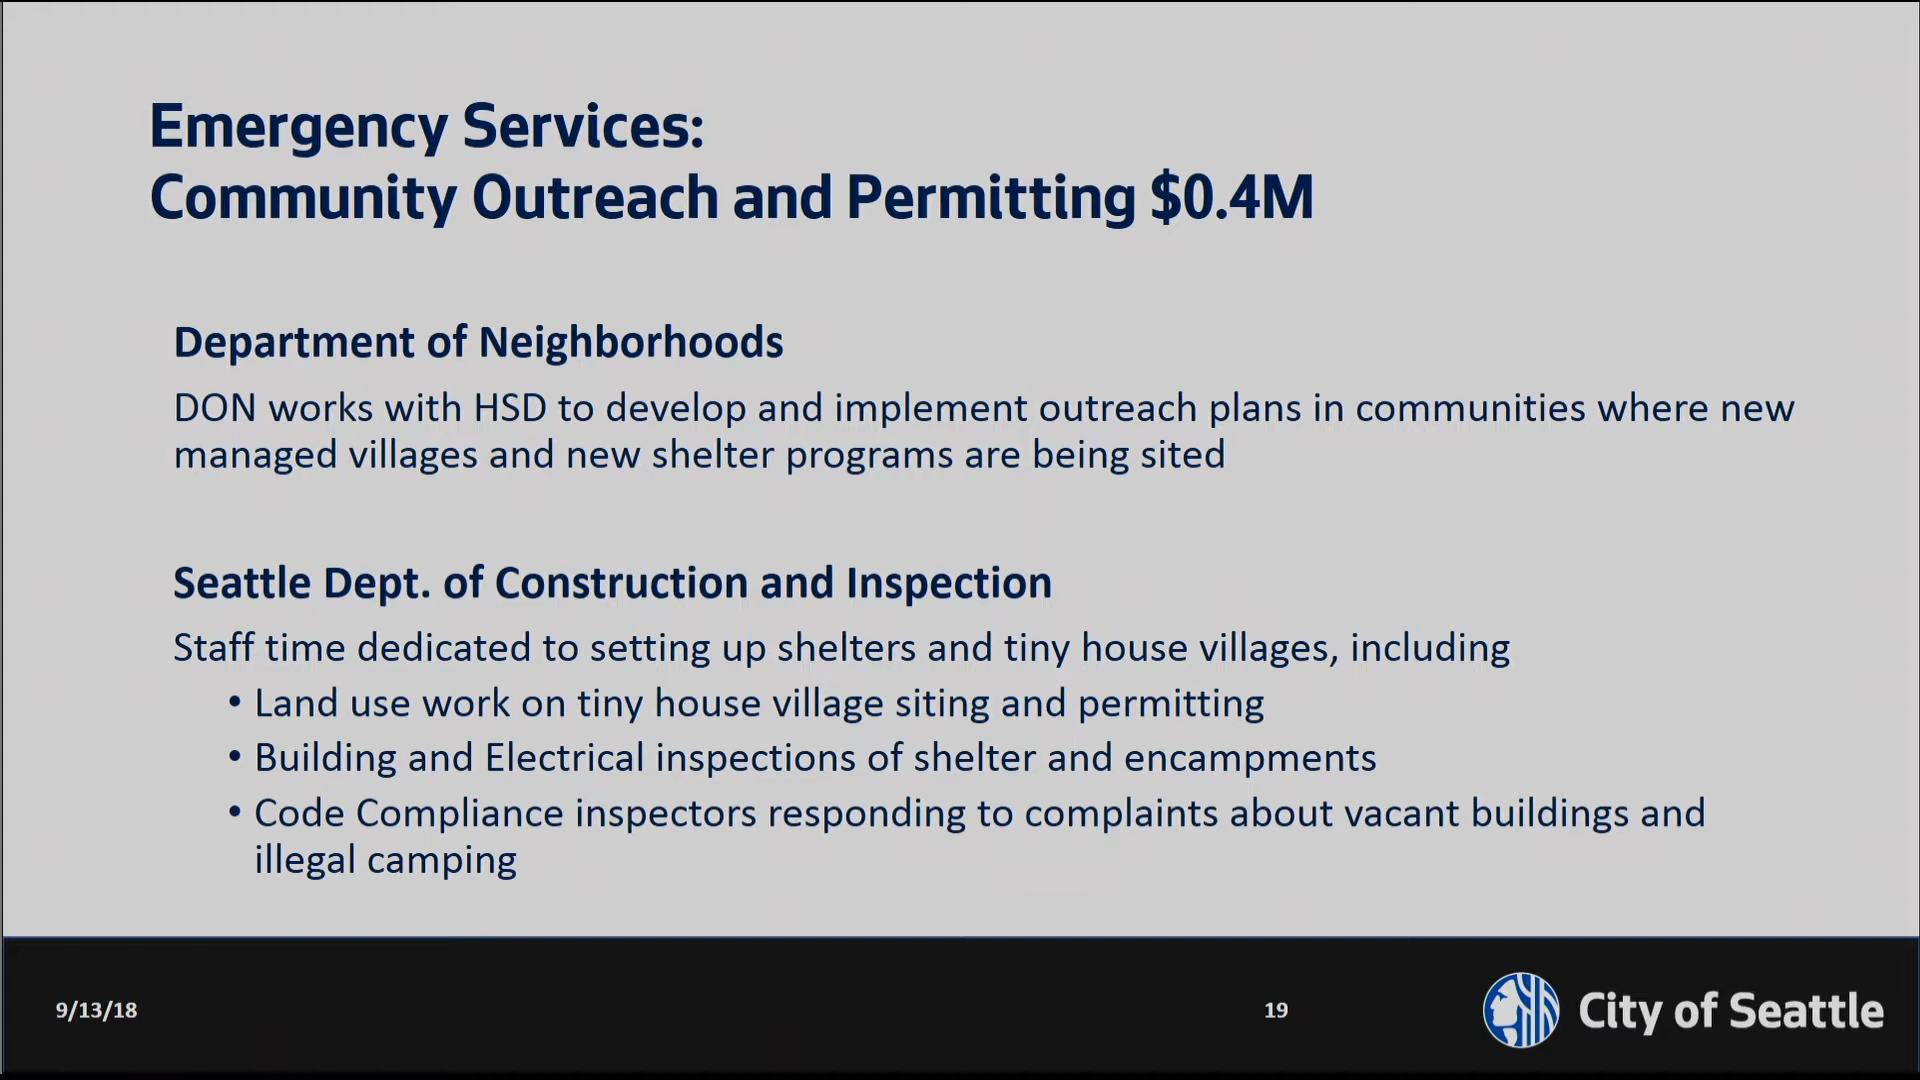 Emergency Services:
Community Outreach and Permitting $0.4M
Department of Neighborhoods
DON works with HSD to develop and implement outreach plans in communities where new
managed villages and new shelter programs are being sited
Seattle Dept. of Construction and Inspection
Staff time dedicated to setting up shelters and tiny house villages, including
• Land use work on tiny house village siting and permitting
• Building and Electrical inspections of shelter and encampments
• Code Compliance inspectors responding to complaints about vacant buildings and
illegal camping
9/13/18
19
City of Seattle